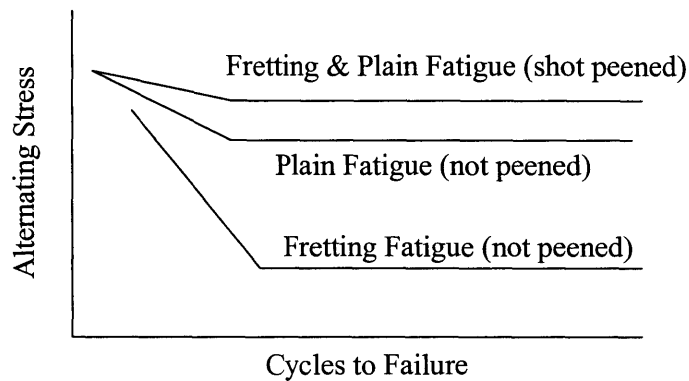 Fretting & Plain Fatigue (shot peened)
Alternating Stress
Plain Fatigue (not peened)
Fretting Fatigue (not peened)
Cycles to Failure